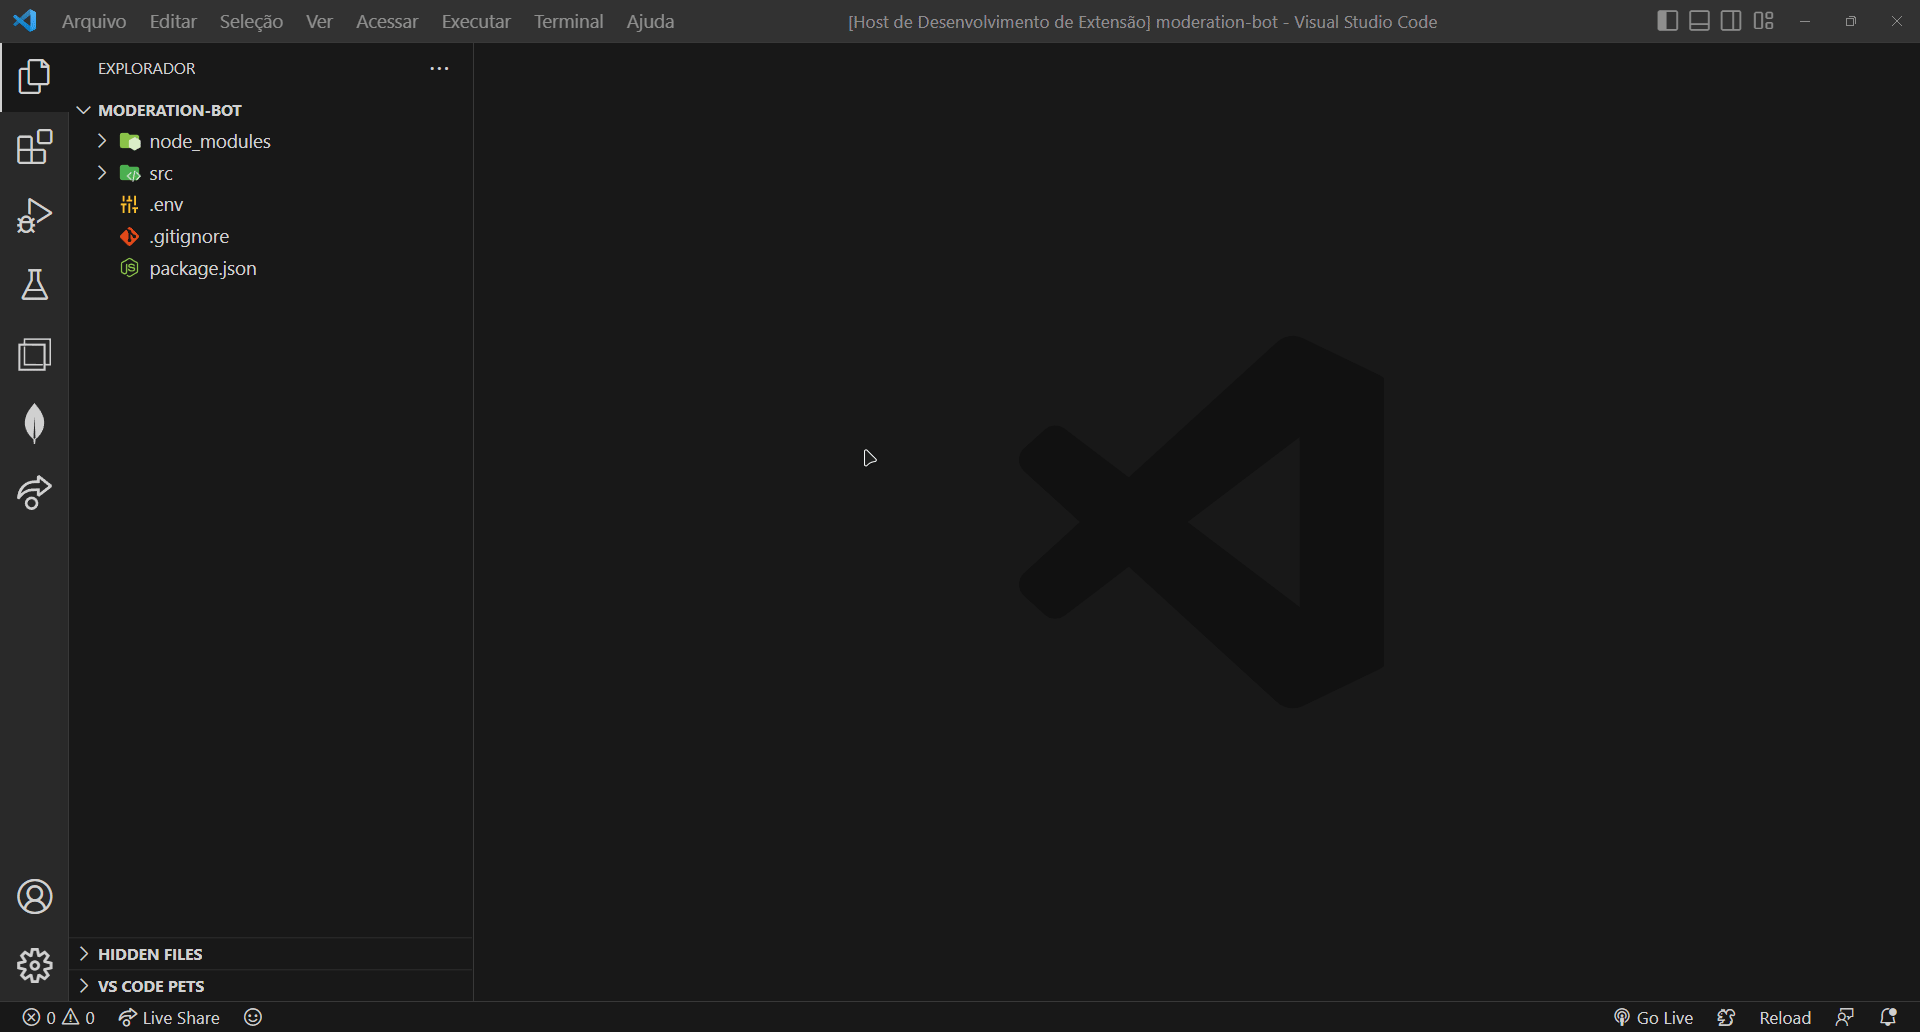 Arquivo Editar Seleção Ver Acessar Executar Terminal Ajuda [Host de Desenvolvimento de Extensão] moderation-bot - Visual Studio Code
EXPLORADOR
MODERATION-BOT
node_modules
src
.env
.gitignore
package.json
HIDDEN FILES
VS CODE PETS
0 0 Live Share Go Live Reload